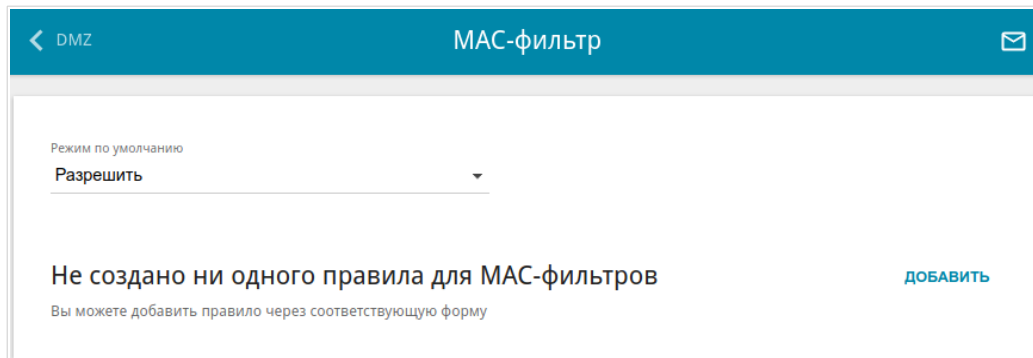 DMZ
MAC-фильтр
Режим по умолчанию
Разрешить
Не создано ни одного правила для MAC-фильтров
ДОБАВИТЬ
Вы можете добавить правило через соответствующую форму